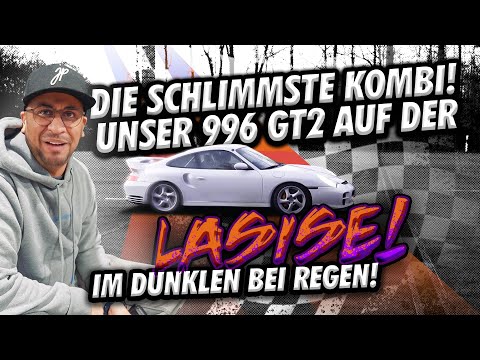 DIE SCHLIMMSTE KOMBI!
UNSER 996 GT2 AUF DER
LASISE!
IM DUNKLEN BEI REGEN!